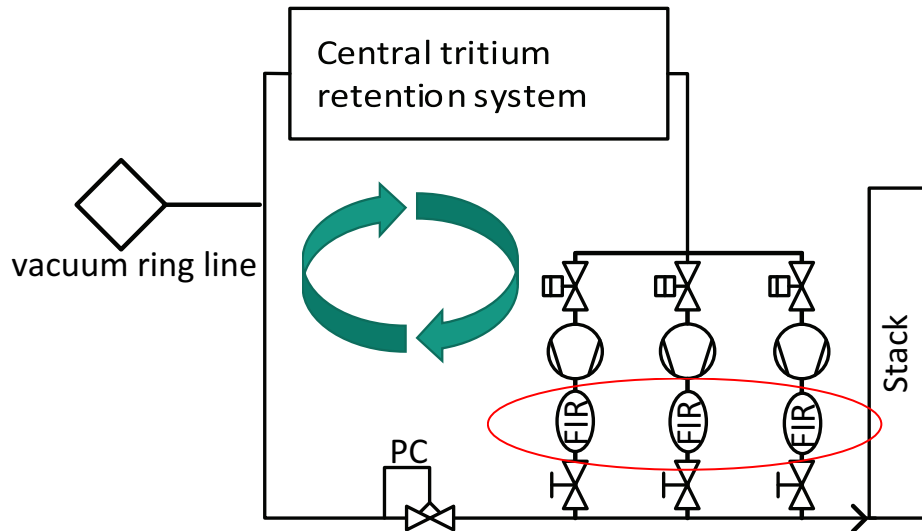 Central tritium
retention system
vacuum ring line
FIR
FIR
FIR
Stack
PC